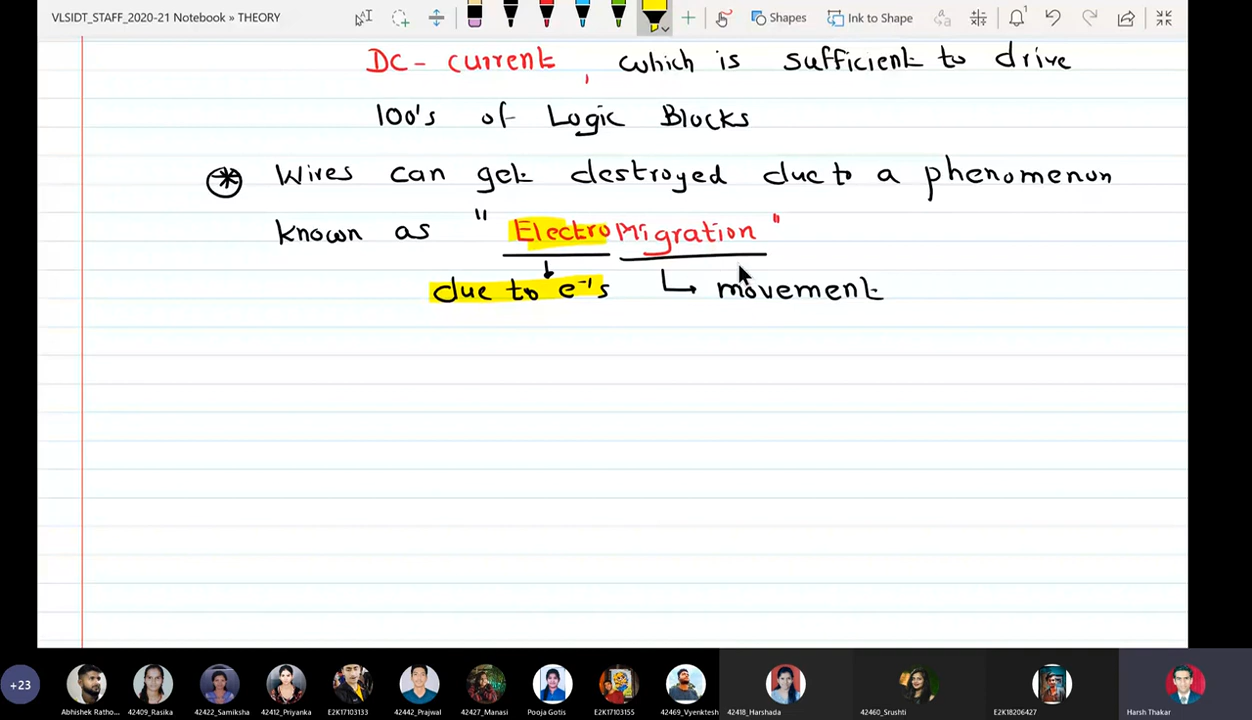 VLSIDT_STAFF_2020-21 Notebook » THEORY
Shapes
Ink to Shape
DC - current, which is sufficient to drive
100's of Logic Blocks
* Wires can get destroyed due to a phenomenon
known as "ElectroMigration"
due to e⁻'s ↳ movement
+23
Abhishek Ratho...
42409_Rasika
42422_Samiksha
42412_Priyanka
E2K17103133
42442_Prajwal
42427_Manasi
Pooja Gotis
E2K17103155
42469_Vyenktesh
42418_Harshada
42460_Srushti
E2K18206427
Harsh Thakar